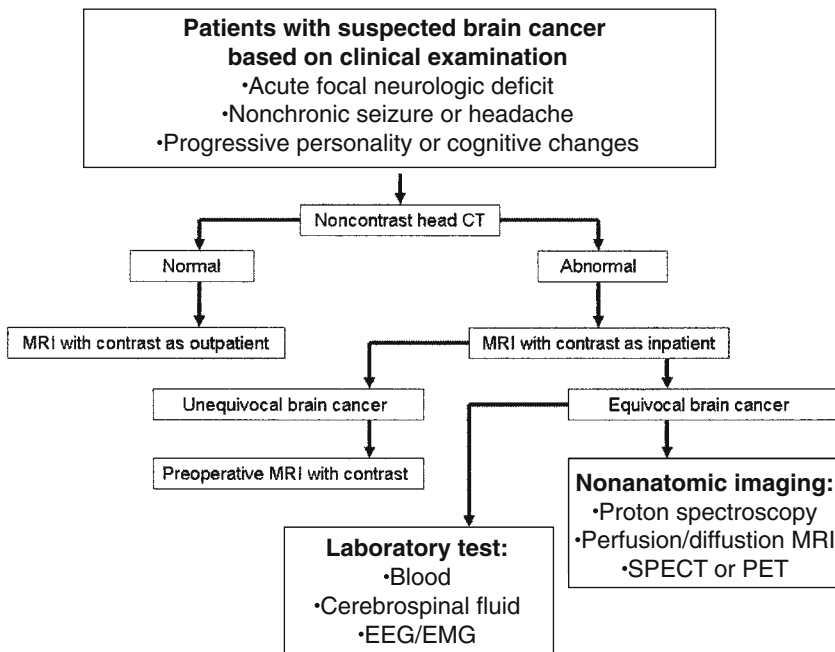 Patients with suspected brain cancer
based on clinical examination
•Acute focal neurologic deficit
•Nonchronic seizure or headache
•Progressive personality or cognitive changes
Noncontrast head CT
Normal
Abnormal
MRI with contrast as outpatient
MRI with contrast as inpatient
Unequivocal brain cancer
Equivocal brain cancer
Preoperative MRI with contrast
Nonanatomic imaging:
•Proton spectroscopy
•Perfusion/diffustion MRI
•SPECT or PET
Laboratory test:
•Blood
•Cerebrospinal fluid
•EEG/EMG